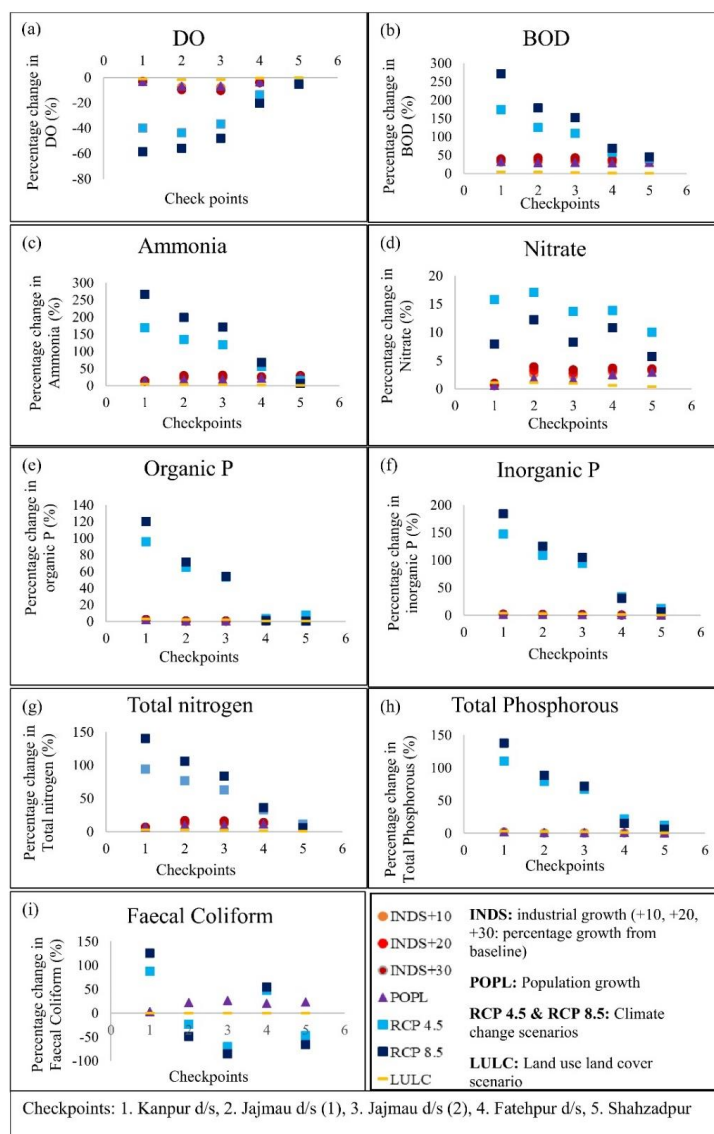 (a)
DO
Percentage change in
DO (%)
0 1 2 3 4 5 6
0
-20
-40
-60
-80
Check points
(b)
BOD
Percentage change in
BOD (%)
300
250
200
150
100
50
0
0 1 2 3 4 5 6
Checkpoints
(c)
Ammonia
Percentage change in
Ammonia (%)
300
250
200
150
100
50
0
0 1 2 3 4 5 6
Checkpoints
(d)
Nitrate
Percentage change in
Nitrate (%)
20
15
10
5
0
0 2 4 6
Checkpoints
(e)
Organic P
Percentage change in
organic P (%)
140
120
100
80
60
40
20
0
0 1 2 3 4 5 6
Checkpoints
(f)
Inorganic P
Percentage change in
inorganic P (%)
200
150
100
50
0
0 1 2 3 4 5 6
Checkpoints
(g)
Total nitrogen
Percentage change in
Total nitrogen (%)
150
100
50
0
0 1 2 3 4 5 6
Checkpoints
(h)
Total Phosphorous
Percentage change in
Total Phosphorous (%)
150
100
50
0
0 1 2 3 4 5 6
Checkpoints
(i)
Faecal Coliform
Percentage change in
Faecal Coliform (%)
150
100
50
0
-50
-100
0 1 2 3 4 5 6
Checkpoints
INDS+10
INDS+20
INDS+30
POPL
RCP 4.5
RCP 8.5
LULC
INDS: industrial growth (+10, +20,
+30: percentage growth from
baseline)
POPL: Population growth
RCP 4.5 & RCP 8.5: Climate
change scenarios
LULC: Land use land cover
scenario
Checkpoints: 1. Kanpur d/s, 2. Jajmau d/s (1), 3. Jajmau d/s (2), 4. Fatehpur d/s, 5. Shahzadpur